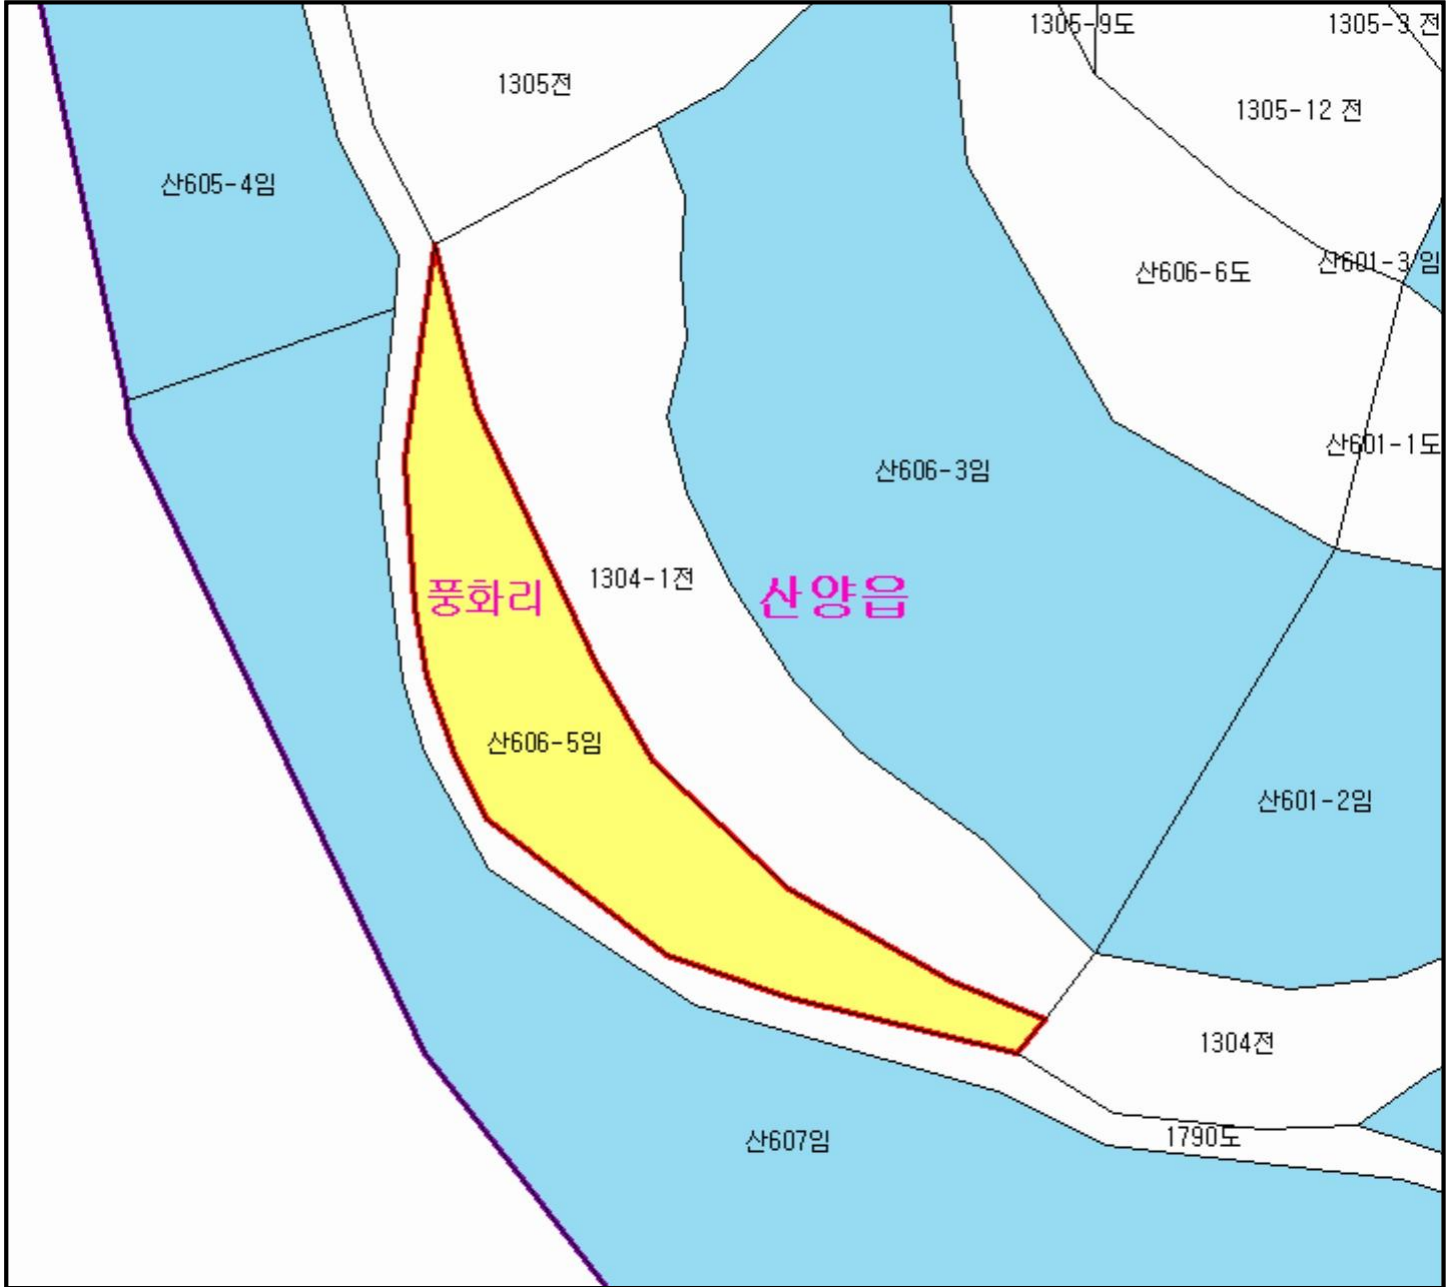 1305-9도
1305-3 전
1305전
1305-12 전
산605-4임
산601-3 임
산606-6도
산601-1도
산606-3임
1304-1전
풍화리
산양읍
산606-5임
산601-2임
1304전
1790도
산607임